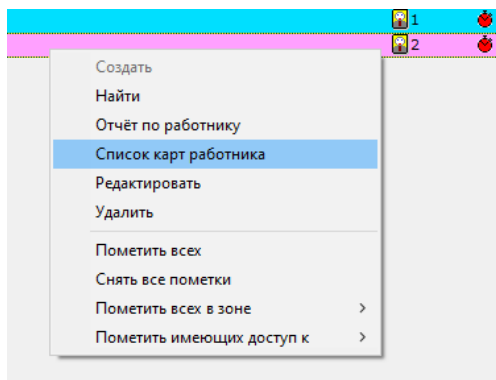 1
2
Создать
Найти
Отчёт по работнику
Список карт работника
Редактировать
Удалить
Пометить всех
Снять все пометки
Пометить всех в зоне
Пометить имеющих доступ к